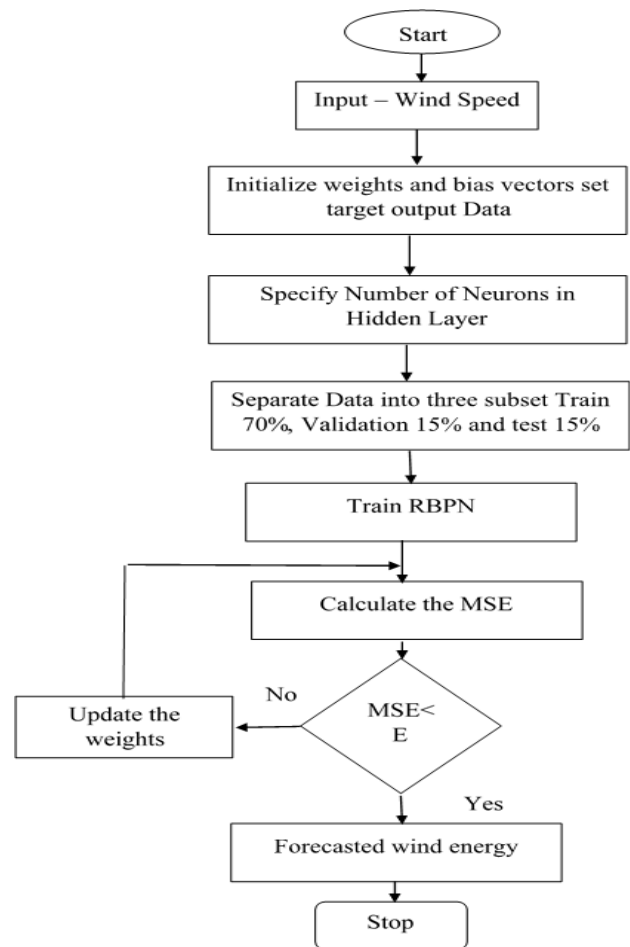 Start
Input – Wind Speed
Initialize weights and bias vectors set
target output Data
Specify Number of Neurons in
Hidden Layer
Separate Data into three subset Train
70%, Validation 15% and test 15%
Train RBPN
Calculate the MSE
No
MSE<
E
Update the
weights
Yes
Forecasted wind energy
Stop